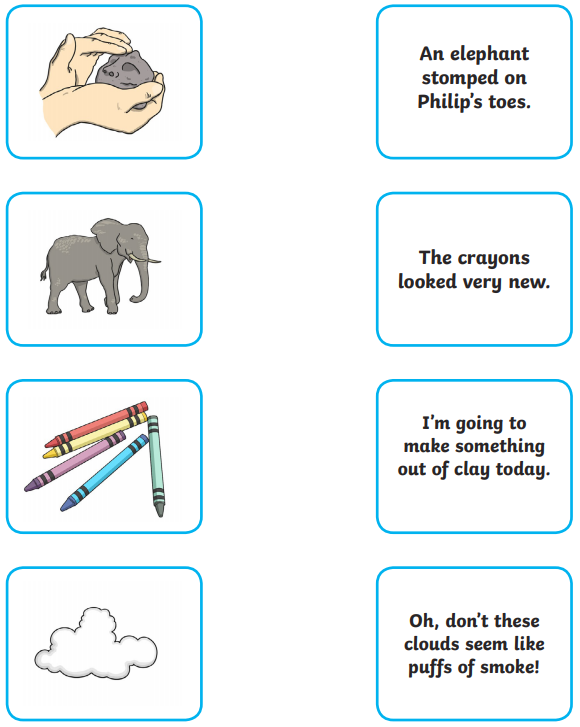 An elephant
stomped on
Philip's toes.
The crayons
looked very new.
I'm going to
make something
out of clay today.
Oh, don't these
clouds seem like
puffs of smoke!